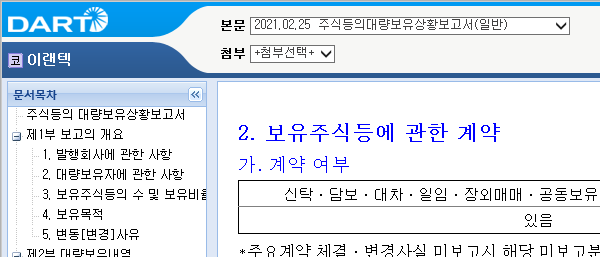 DART
본문 2021.02.25 주식등의대량보유상황보고서(일반)
첨부 +첨부선택+
코 이랜텍
문서목차
주식등의 대량보유상황보고서
제1부 보고의 개요
1. 발행회사에 관한 사항
2. 대량보유자에 관한 사항
3. 보유주식등의 수 및 보유비율
4. 보유목적
5. 변동[변경]사유
제2부 대량보유내역
2. 보유주식등에 관한 계약
가. 계약 여부
신탁・담보・대차・일임・장외매매・공동보유
있음
*주요계약 체결・변경사실 미보고시 해당 미보고분